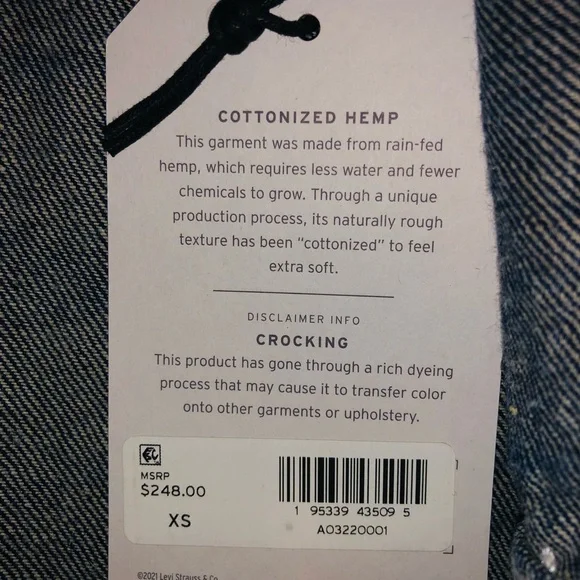 COTTONIZED HEMP
This garment was made from rain-fed
hemp, which requires less water and fewer
chemicals to grow. Through a unique
production process, its naturally rough
texture has been “cottonized” to feel
extra soft.
DISCLAIMER INFO
CROCKING
This product has gone through a rich dyeing
process that may cause it to transfer color
onto other garments or upholstery.
MSRP
$248.00
XS
1 95339 43509 5
A03220001
©2021 Levi Strauss & Co